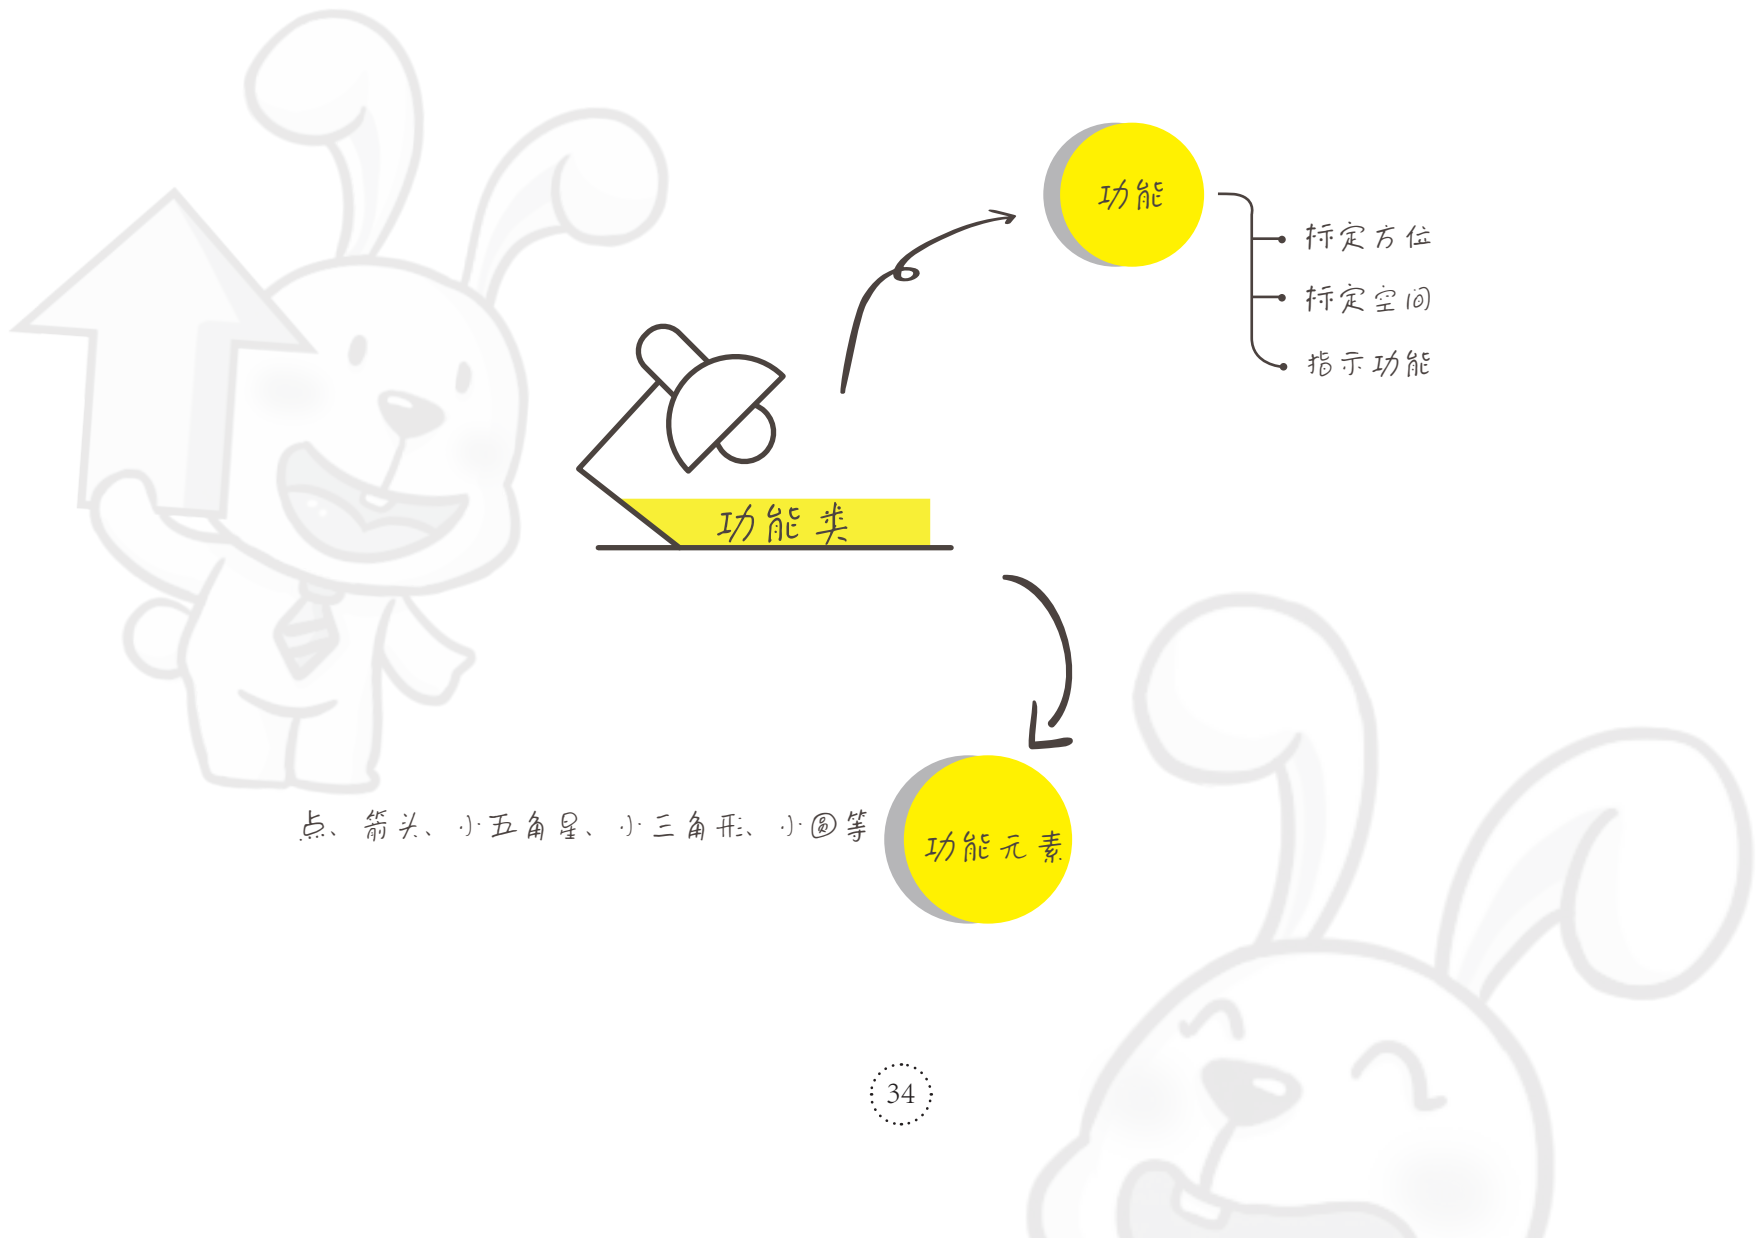 功能
标定方位
标定空间
指示功能
功能类
点、箭头、小五角星、小三角形、小圆等
功能元素
34